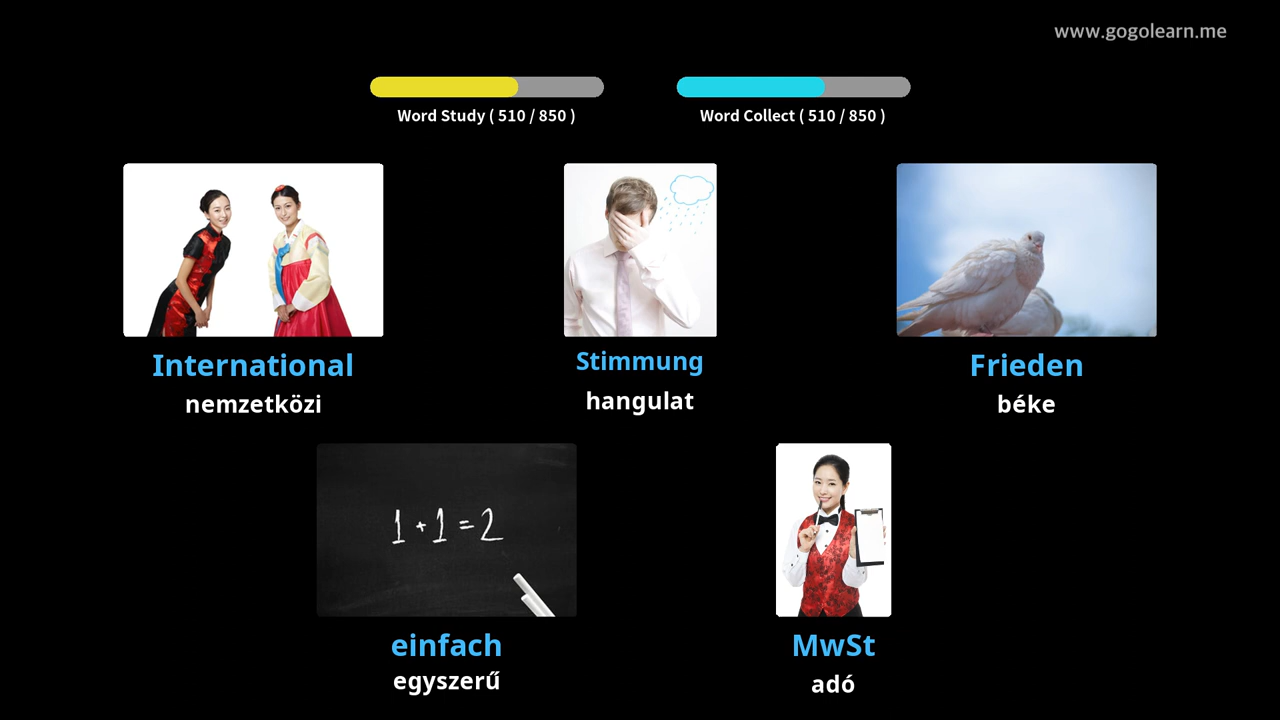 www.gogolearn.me
Word Study ( 510 / 850 )
Word Collect ( 510 / 850 )
International
nemzetközi
Stimmung
hangulat
Frieden
béke
1 + 1 = 2
einfach
egyszerű
MwSt
adó